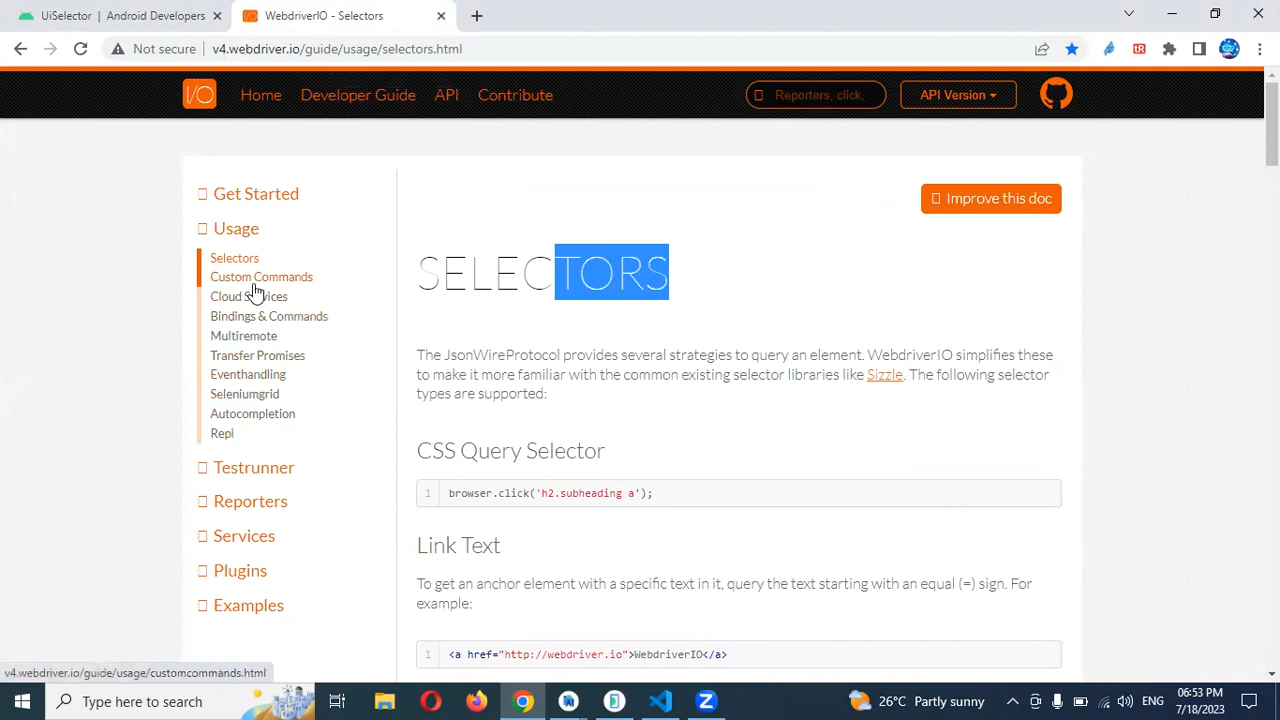 UiSelector | Android Developers
WebdriverIO - Selectors
Not secure
v4.webdriver.io/guide/usage/selectors.html
I/O
Home
Developer Guide
API
Contribute
Reporters, click,
API Version
Get Started
Usage
Selectors
Custom Commands
Cloud Services
Bindings & Commands
Multiremote
Transfer Promises
Eventhandling
Seleniumgrid
Autocompletion
Repl
Testrunner
Reporters
Services
Plugins
Examples
Improve this doc
SELECTORS
The JsonWireProtocol provides several strategies to query an element. WebdriverIO simplifies these
to make it more familiar with the common existing selector libraries like Sizzle. The following selector
types are supported:
CSS Query Selector
1 browser.click('h2.subheading a');
Link Text
To get an anchor element with a specific text in it, query the text starting with an equal (=) sign. For
example:
1 <a href="http://webdriver.io">WebdriverIO</a>
v4.webdriver.io/guide/usage/customcommands.html
Type here to search
26°C Partly sunny
ENG
06:53 PM
7/18/2023